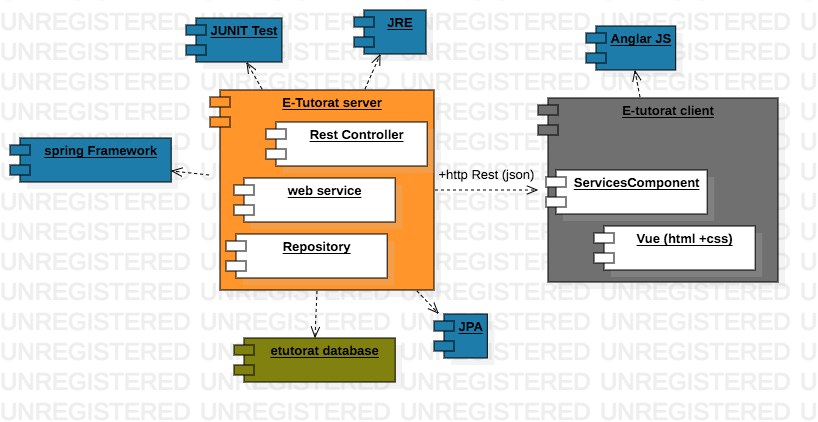 JUNIT Test
JRE
Anglar JS
E-Tutorat server
E-tutorat client
Rest Controller
spring Framework
+http Rest (json)
ServicesComponent
web service
Vue (html +css)
Repository
JPA
etutorat database
UNREGISTERED UNREGISTERED UNREGISTERED UNREGISTERED